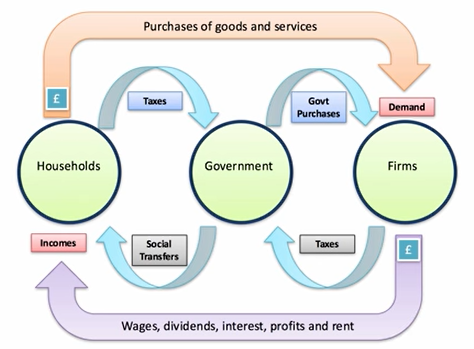 Purchases of goods and services
£
Taxes
Govt
Purchases
Demand
Households
Government
Firms
Incomes
Social
Transfers
Taxes
£
Wages, dividends, interest, profits and rent